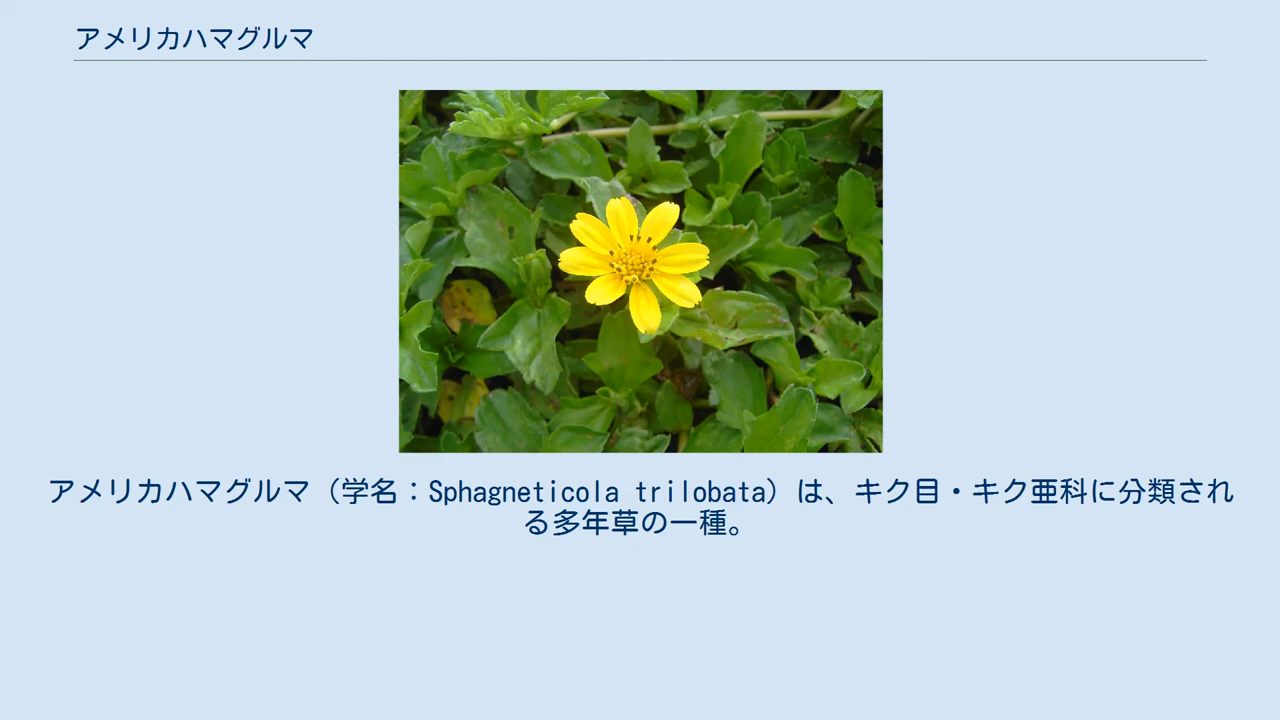 アメリカハマグルマ
アメリカハマグルマ（学名：Sphagneticola trilobata）は、キク目・キク亜科に分類され
る多年草の一種。